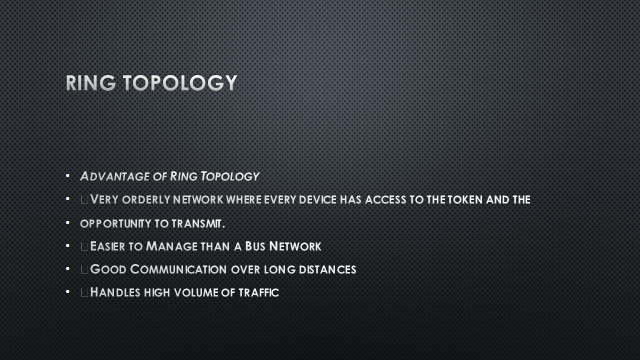 RING TOPOLOGY
• ADVANTAGE OF RING TOPOLOGY
• □ VERY ORDERLY NETWORK WHERE EVERY DEVICE HAS ACCESS TO THE TOKEN AND THE
• OPPORTUNITY TO TRANSMIT.
• □ EASIER TO MANAGE THAN A BUS NETWORK
• □ GOOD COMMUNICATION OVER LONG DISTANCES
• □ HANDLES HIGH VOLUME OF TRAFFIC